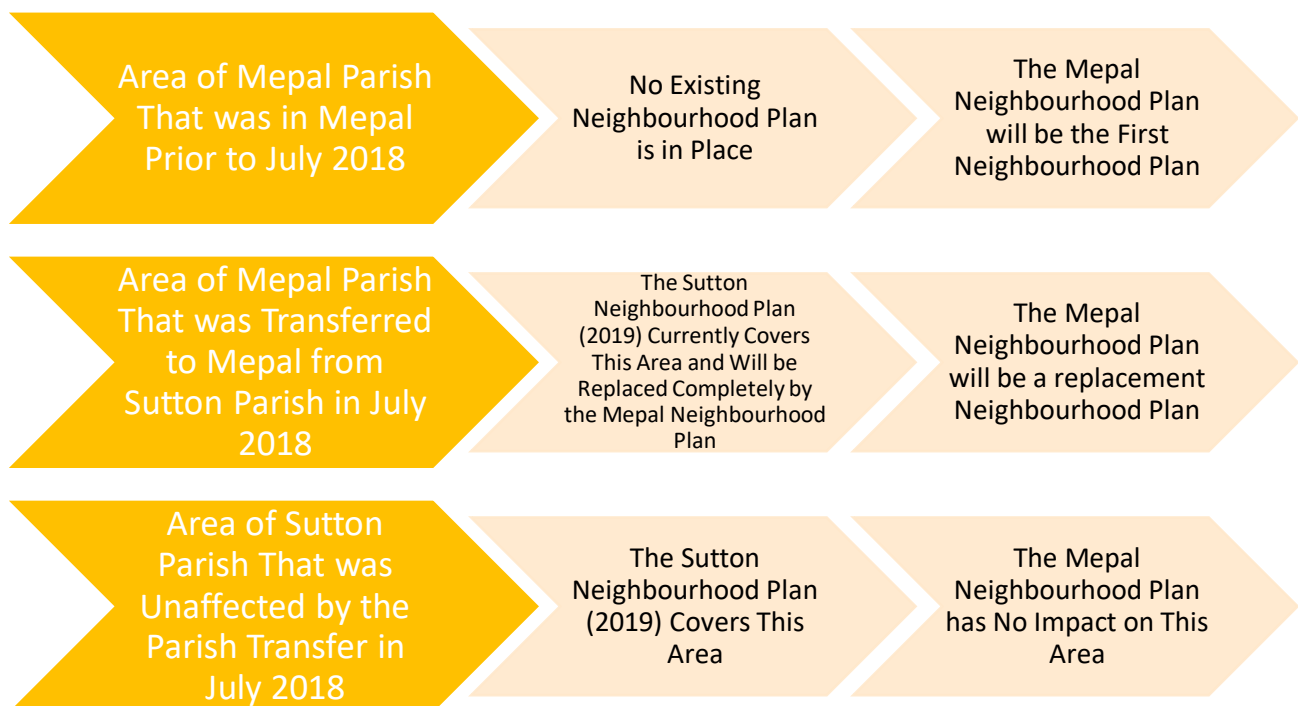 Area of Mepal Parish
That was in Mepal
Prior to July 2018
No Existing
Neighbourhood Plan
is in Place
The Mepal
Neighbourhood Plan
will be the First
Neighbourhood Plan
Area of Mepal Parish
That was Transferred
to Mepal from
Sutton Parish in July
2018
The Sutton
Neighbourhood Plan
(2019) Currently Covers
This Area and Will be
Replaced Completely by
the Mepal Neighbourhood
Plan
The Mepal
Neighbourhood Plan
will be a replacement
Neighbourhood Plan
Area of Sutton
Parish That was
Unaffected by the
Parish Transfer in
July 2018
The Sutton
Neighbourhood Plan
(2019) Covers This
Area
The Mepal
Neighbourhood Plan
has No Impact on This
Area